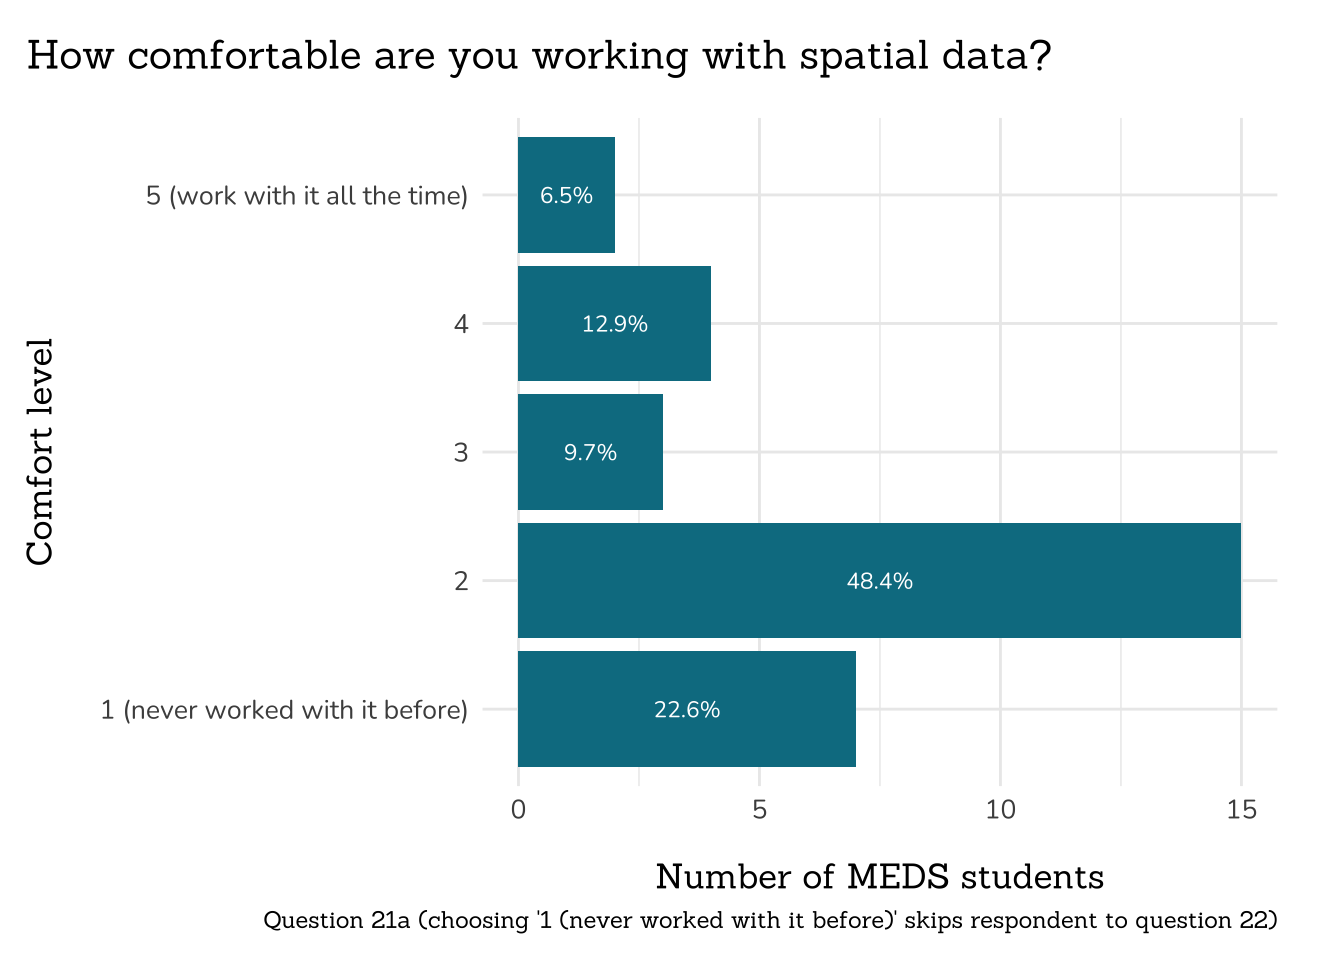 How comfortable are you working with spatial data?
Comfort level
5 (work with it all the time)
6.5%
4
12.9%
3
9.7%
2
48.4%
1 (never worked with it before)
22.6%
0
5
10
15
Number of MEDS students
Question 21a (choosing '1 (never worked with it before)' skips respondent to question 22)